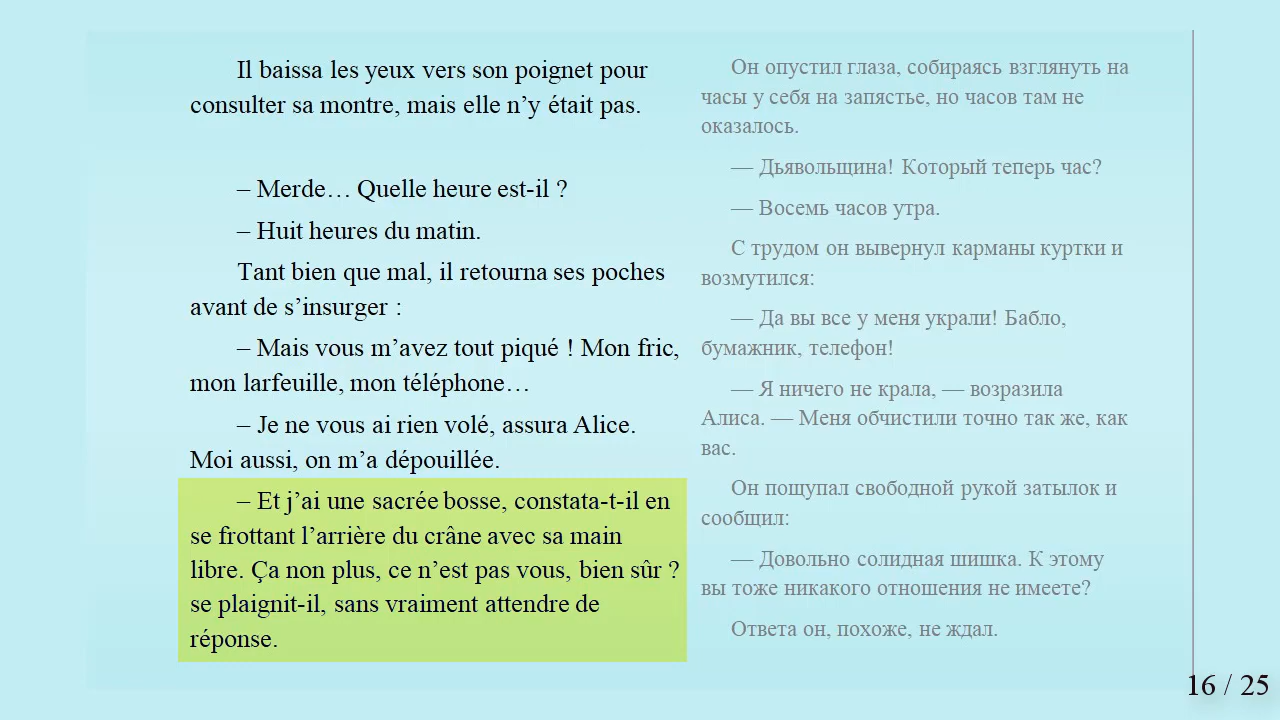 Il baissa les yeux vers son poignet pour
consulter sa montre, mais elle n’y était pas.
– Merde… Quelle heure est-il ?
– Huit heures du matin.
Tant bien que mal, il retourna ses poches
avant de s’insurger :
– Mais vous m’avez tout piqué ! Mon fric,
mon larfeuille, mon téléphone…
– Je ne vous ai rien volé, assura Alice.
Moi aussi, on m’a dépouillée.
– Et j’ai une sacrée bosse, constata-t-il en
se frottant l’arrière du crâne avec sa main
libre. Ça non plus, ce n’est pas vous, bien sûr ?
se plaignit-il, sans vraiment attendre de
réponse.
Он опустил глаза, собираясь взглянуть на
часы у себя на запястье, но часов там не
оказалось.
— Дьявольщина! Который теперь час?
— Восемь часов утра.
С трудом он вывернул карманы куртки и
возмутился:
— Да вы все у меня украли! Бабло,
бумажник, телефон!
— Я ничего не крала, — возразила
Алиса. — Меня обчистили точно так же, как
вас.
Он пощупал свободной рукой затылок и
сообщил:
— Довольно солидная шишка. К этому
вы тоже никакого отношения не имеете?
Ответа он, похоже, не ждал.
16 / 25